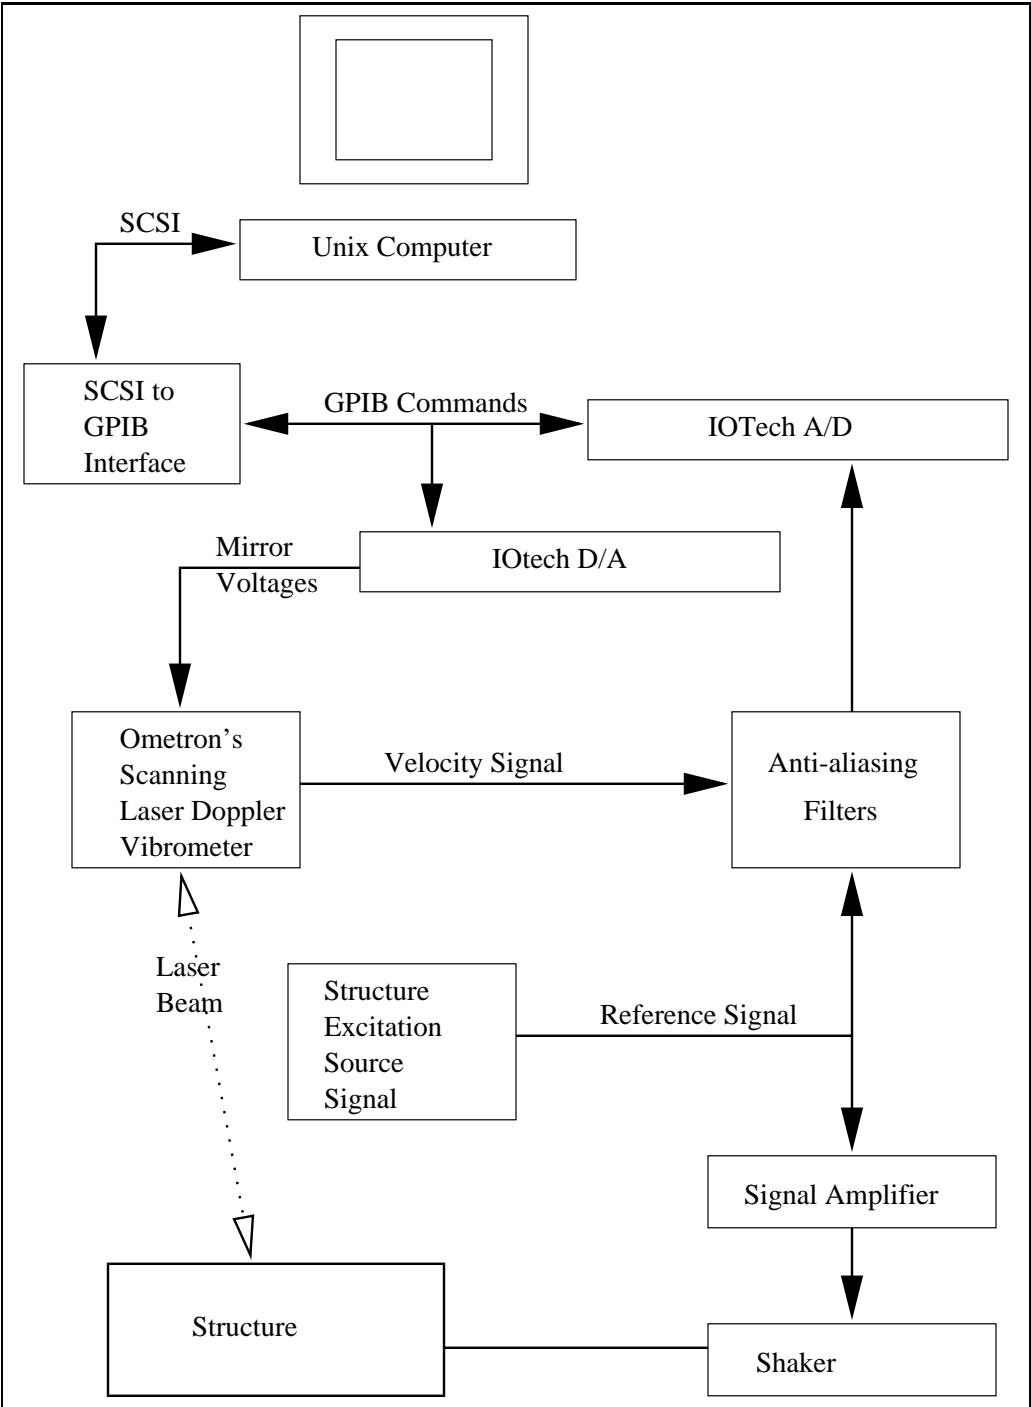 SCSI
Unix Computer
SCSI to
GPIB
Interface
GPIB Commands
IOTech A/D
Mirror
Voltages
IOtech D/A
Ometron's
Scanning
Laser Doppler
Vibrometer
Velocity Signal
Anti-aliasing
Filters
Laser
Beam
Structure
Excitation
Source
Signal
Reference Signal
Signal Amplifier
Structure
Shaker